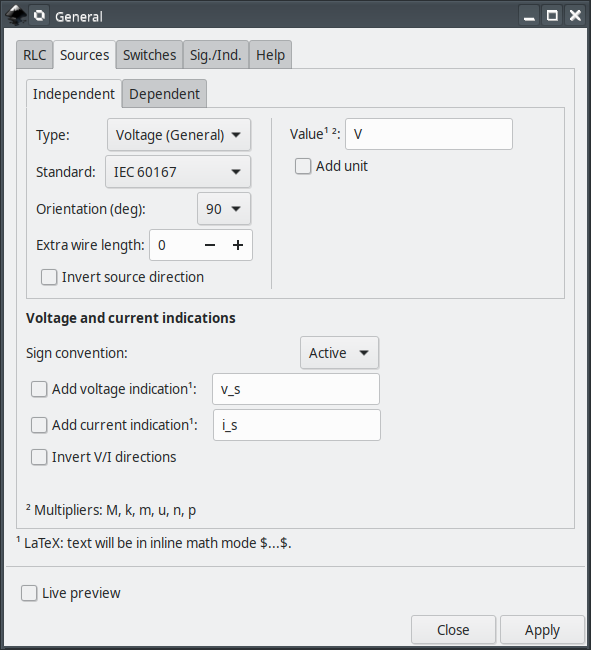 General
RLC Sources Switches Sig./Ind. Help
Independent Dependent
Type: Voltage (General)
Value¹ ²: V
Standard: IEC 60167
Add unit
Orientation (deg): 90
Extra wire length: 0 − +
Invert source direction
Voltage and current indications
Sign convention: Active
Add voltage indication¹: v_s
Add current indication¹: i_s
Invert V/I directions
² Multipliers: M, k, m, u, n, p
¹ LaTeX: text will be in inline math mode $...$.
Live preview
Close Apply